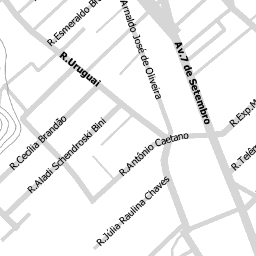 R.Esmeraldo B
Arnaldo José de Oliveira
Av.7 de Setembro
R.Uruguai
R.Exp.M
R.Antônio Caetano
R.Cecília Brandão
R.Aladi Schendroski Bini
R.Telêm
R.Júlia Raulina Chaves